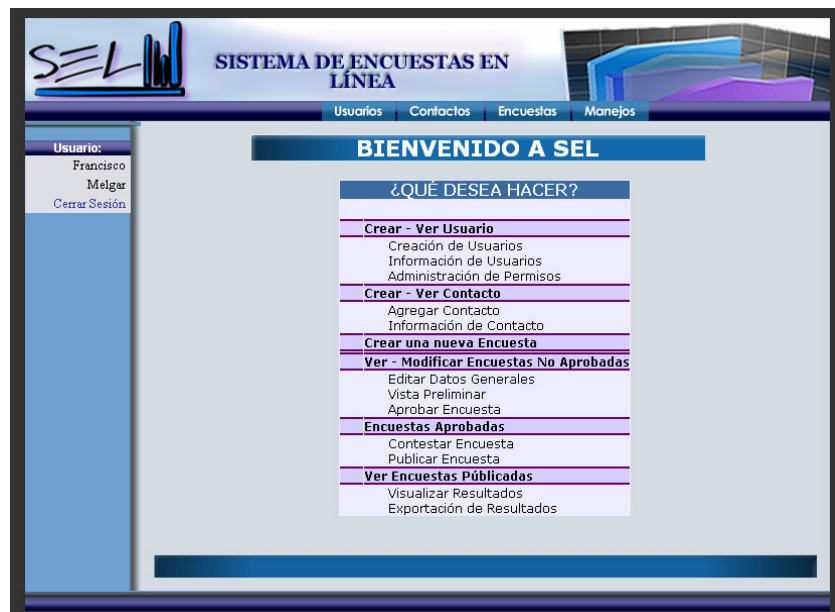 SEL
SISTEMA DE ENCUESTAS EN
LÍNEA
Usuarios Contactos Encuestas Manejos
Usuario:
Francisco
Melgar
Cerrar Sesión
BIENVENIDO A SEL
¿QUÉ DESEA HACER?
Crear - Ver Usuario
Creación de Usuarios
Información de Usuarios
Administración de Permisos
Crear - Ver Contacto
Agregar Contacto
Información de Contacto
Crear una nueva Encuesta
Ver - Modificar Encuestas No Aprobadas
Editar Datos Generales
Vista Preliminar
Aprobar Encuesta
Encuestas Aprobadas
Contestar Encuesta
Publicar Encuesta
Ver Encuestas Públicadas
Visualizar Resultados
Exportación de Resultados